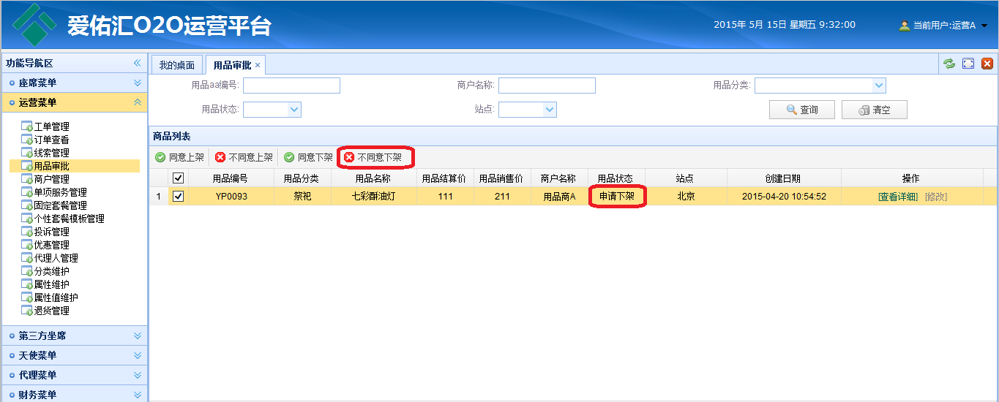 爱佑汇O2O运营平台
2015年 5月 15日 星期五 9:32:00
当前用户:运营A
功能导航区
座席菜单
运营菜单
工单管理
订单查看
线索管理
用品审批
商户管理
单项服务管理
固定套餐管理
个性套餐模板管理
投诉管理
优惠管理
代理人管理
分类维护
属性维护
属性值维护
退货管理
第三方坐席
天使菜单
代理菜单
财务菜单
我的桌面 用品审批
用品aa编号: 商户名称: 用品分类:
用品状态: 站点: 查询 清空
商品列表
同意上架 不同意上架 同意下架 不同意下架
用品编号 用品分类 用品名称 用品结算价 用品销售价 商户名称 用品状态 站点 创建日期 操作
1 YP0093 祭祀 七彩酥油灯 111 211 用品商A 申请下架 北京 2015-04-20 10:54:52 [查看详细] [修改]